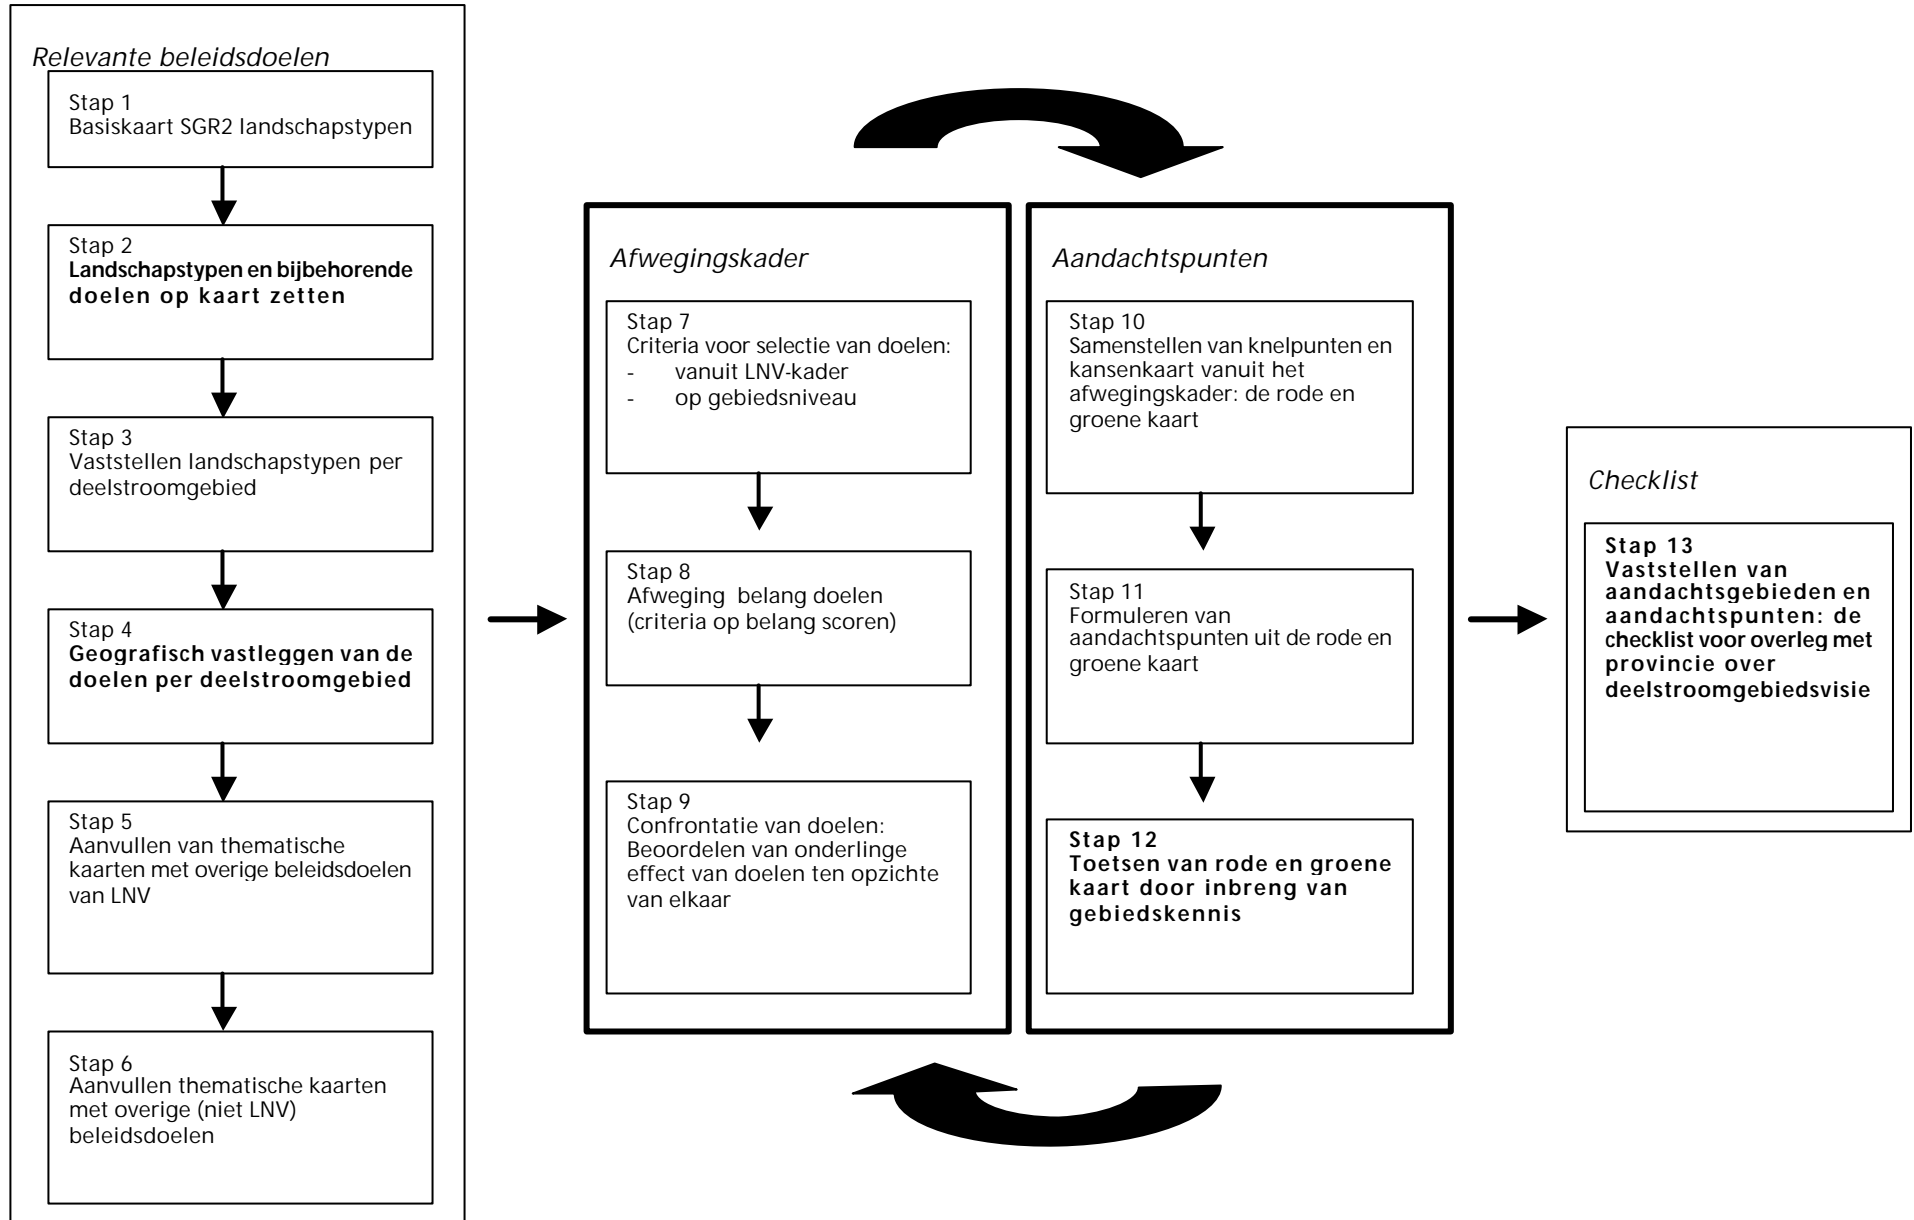 Relevante beleidsdoelen
Stap 1
Basiskaart SGR2 landschapstypen
Stap 2
Landschapstypen en bijbehorende
doelen op kaart zetten
Stap 3
Vaststellen landschapstypen per
deelstroomgebied
Stap 4
Geografisch vastleggen van de
doelen per deelstroomgebied
Stap 5
Aanvullen van thematische
kaarten met overige beleidsdoelen
van LNV
Stap 6
Aanvullen thematische kaarten
met overige (niet LNV)
beleidsdoelen
Afwegingskader
Stap 7
Criteria voor selectie van doelen:
- vanuit LNV-kader
- op gebiedsniveau
Stap 8
Afweging belang doelen
(criteria op belang scoren)
Stap 9
Confrontatie van doelen:
Beoordelen van onderlinge
effect van doelen ten opzichte
van elkaar
Aandachtspunten
Stap 10
Samenstellen van knelpunten en
kansenkaart vanuit het
afwegingskader: de rode en
groene kaart
Stap 11
Formuleren van
aandachtspunten uit de rode en
groene kaart
Stap 12
Toetsen van rode en groene
kaart door inbreng van
gebiedskennis
Checklist
Stap 13
Vaststellen van
aandachtsgebieden en
aandachtspunten: de
checklist voor overleg met
provincie over
deelstroomgebiedsvisie